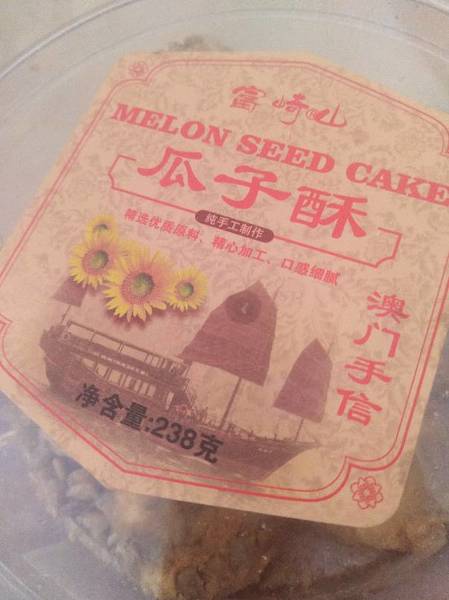 富崎山
MELON SEED CAKE
瓜子酥
纯手工制作
精选优质原料、精心加工、口感细腻
澳门手信
净含量:238克